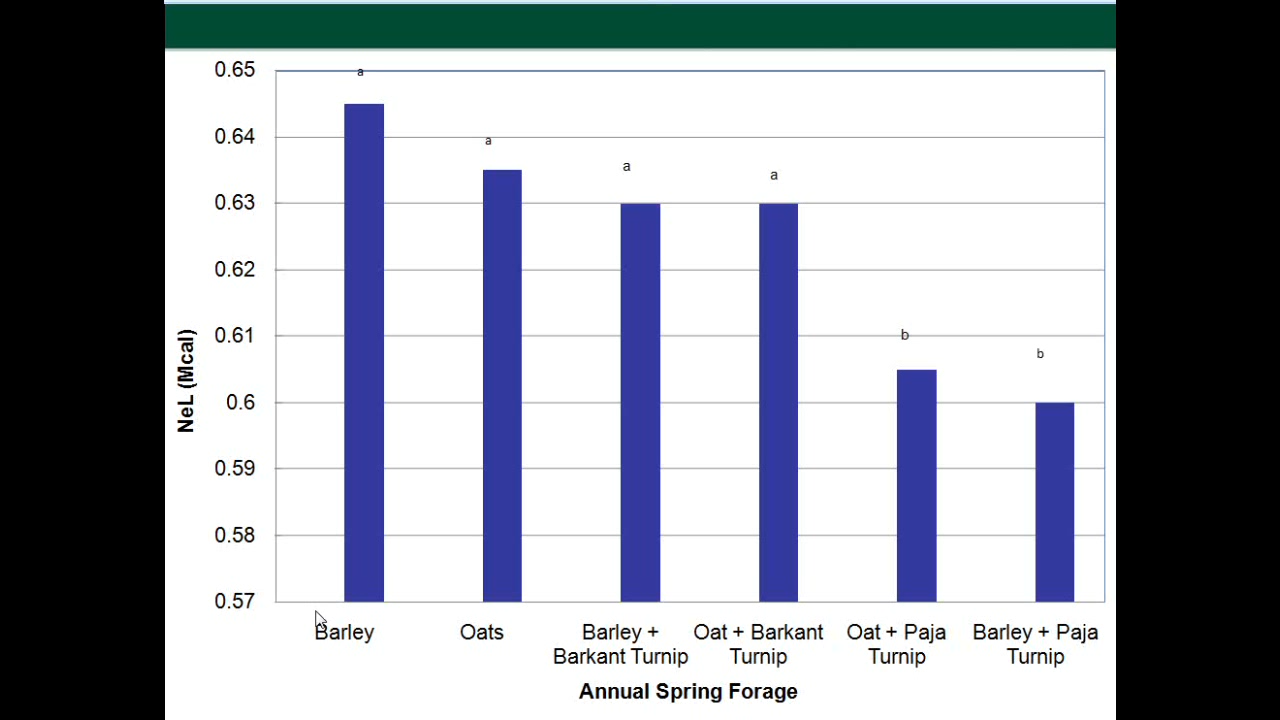 0.65
0.64
0.63
0.62
0.61
0.6
0.59
0.58
0.57
NeL (Mcal)
a
a
a
a
b
b
Barley
Oats
Barley +
Barkant Turnip
Oat + Barkant
Turnip
Oat + Paja
Turnip
Barley + Paja
Turnip
Annual Spring Forage